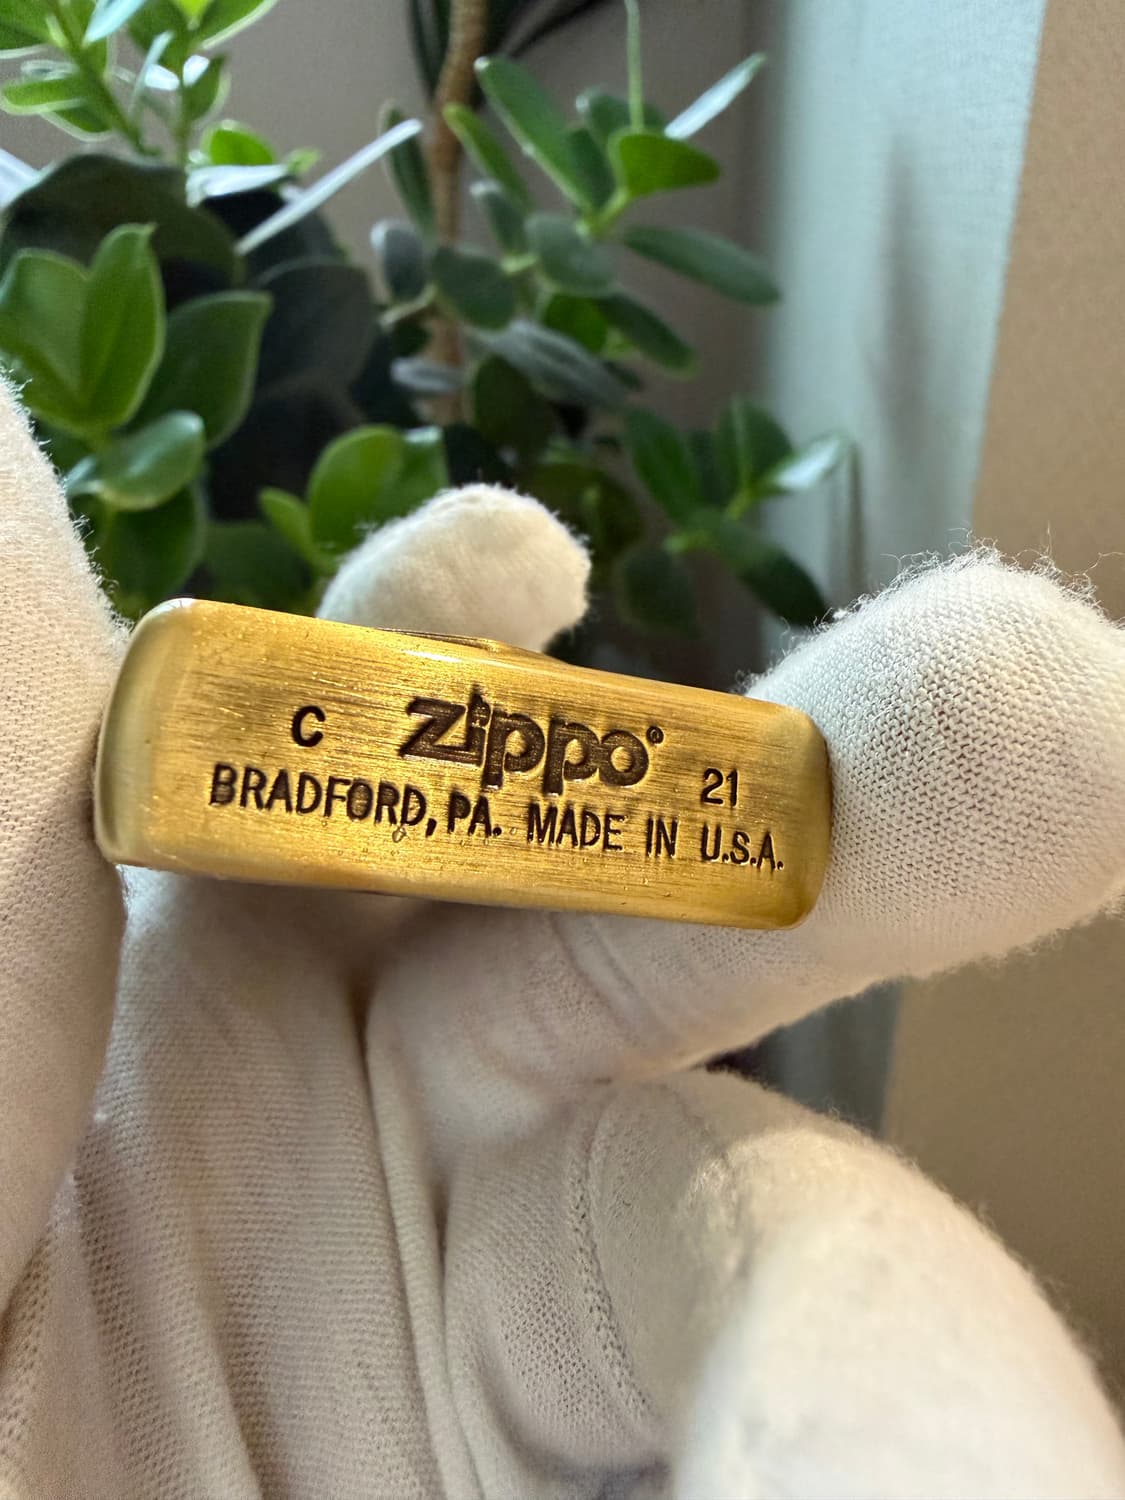 C zippo® 21
BRADFORD, PA. MADE IN U.S.A.